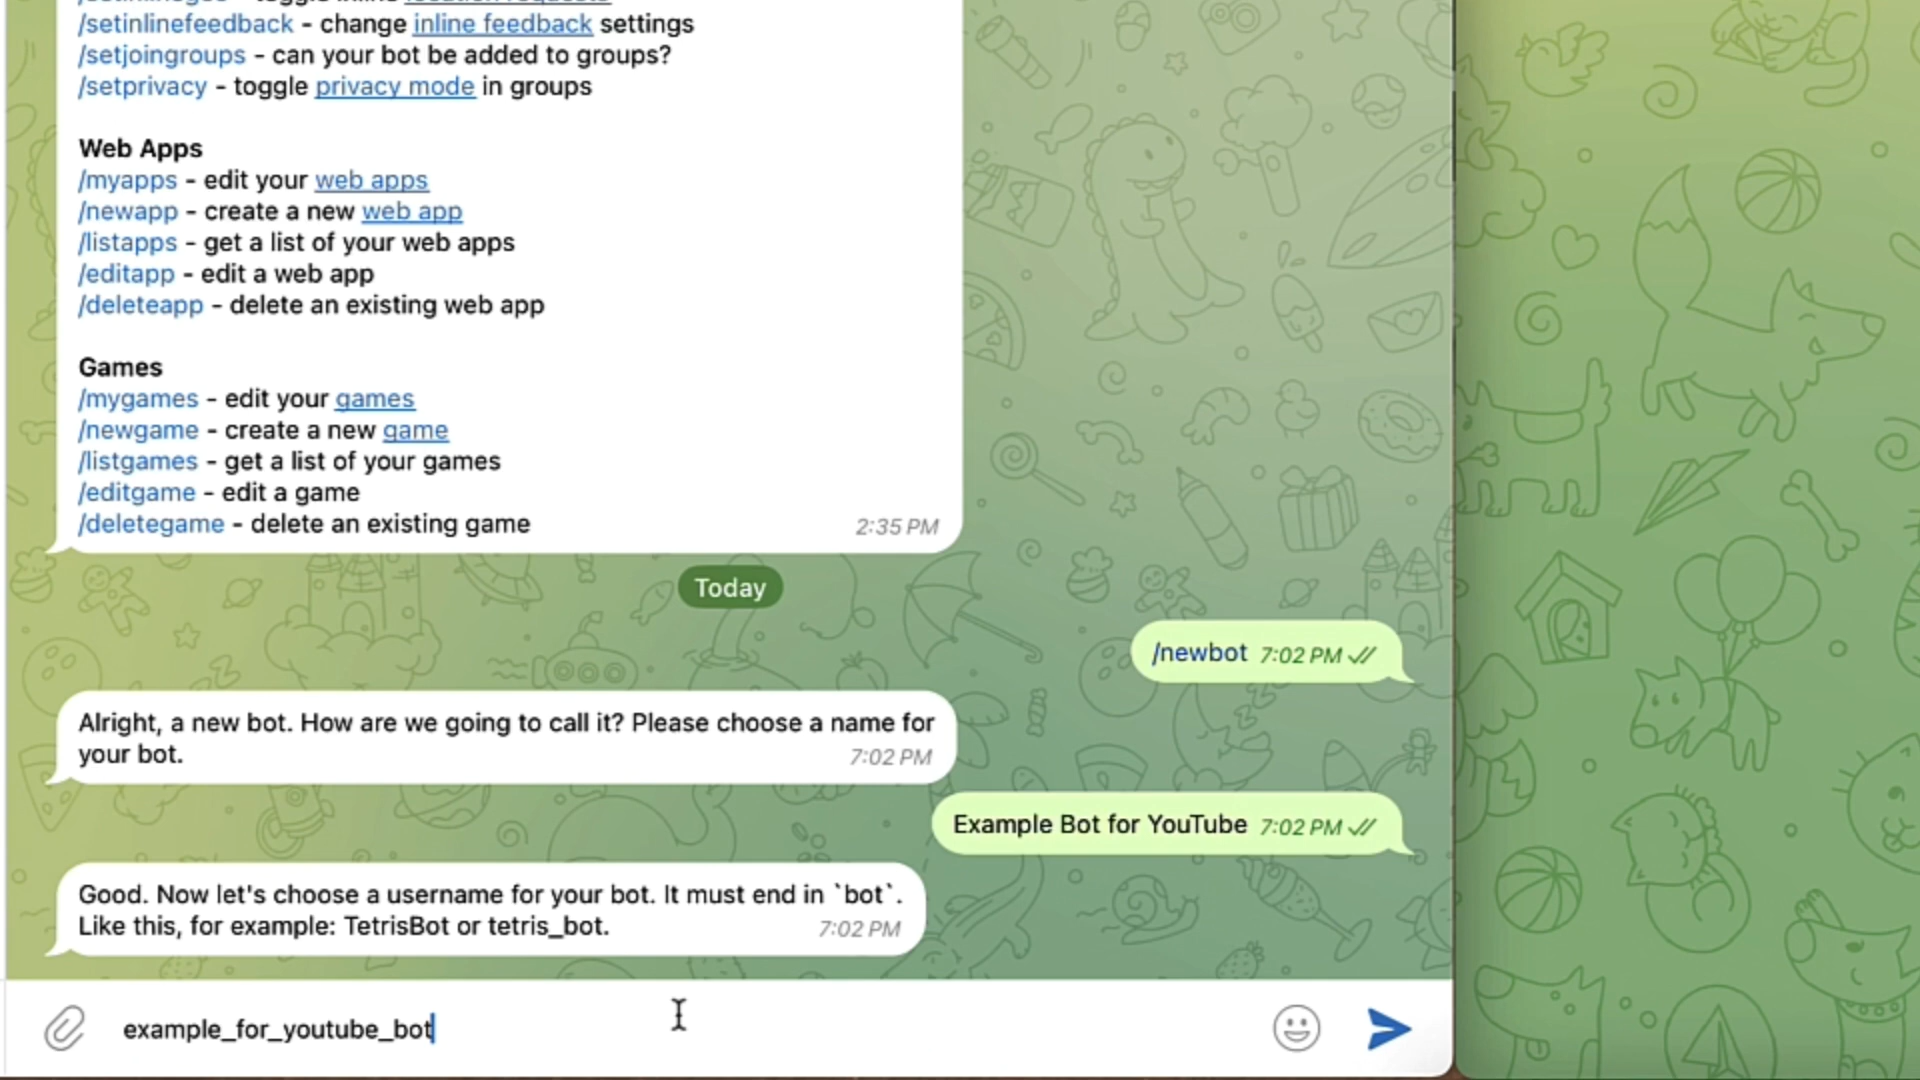 /setinlinefeedback - change inline feedback settings
/setjoingroups - can your bot be added to groups?
/setprivacy - toggle privacy mode in groups
Web Apps
/myapps - edit your web apps
/newapp - create a new web app
/listapps - get a list of your web apps
/editapp - edit a web app
/deleteapp - delete an existing web app
Games
/mygames - edit your games
/newgame - create a new game
/listgames - get a list of your games
/editgame - edit a game
/deletegame - delete an existing game
2:35 PM
Today
/newbot 7:02 PM
Alright, a new bot. How are we going to call it? Please choose a name for
your bot.
7:02 PM
Example Bot for YouTube 7:02 PM
Good. Now let's choose a username for your bot. It must end in `bot`.
Like this, for example: TetrisBot or tetris_bot.
7:02 PM
example_for_youtube_bot